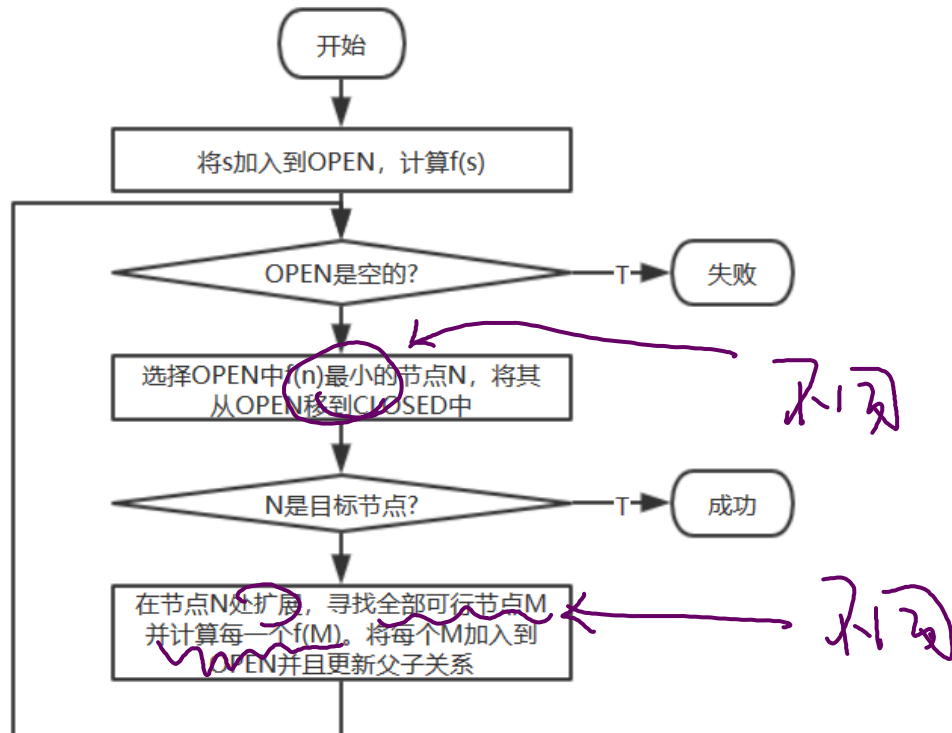 开始
将s加入到OPEN，计算f(s)
OPEN是空的?
T
失败
选择OPEN中f(n)最小的节点N，将其
从OPEN移到CLOSED中
不同
N是目标节点?
T
成功
在节点N处扩展，寻找全部可行节点M
并计算每一个f(M)。将每个M加入到
OPEN并且更新父子关系
不同